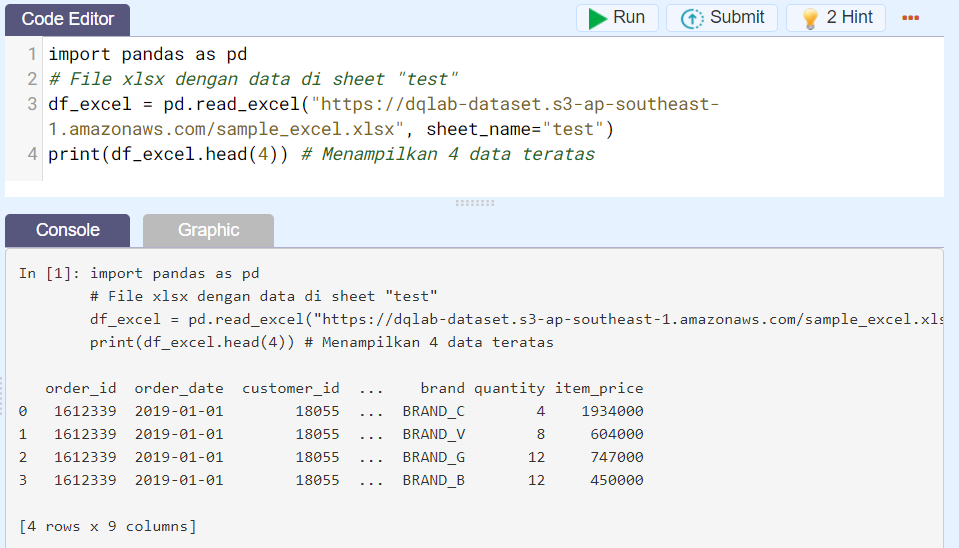 Code Editor
Run
Submit
2 Hint
1 import pandas as pd
2 # File xlsx dengan data di sheet "test"
3 df_excel = pd.read_excel("https://dqlab-dataset.s3-ap-southeast-
1.amazonaws.com/sample_excel.xlsx", sheet_name="test")
4 print(df_excel.head(4)) # Menampilkan 4 data teratas
Console
Graphic
In [1]: import pandas as pd
# File xlsx dengan data di sheet "test"
df_excel = pd.read_excel("https://dqlab-dataset.s3-ap-southeast-1.amazonaws.com/sample_excel.xls
print(df_excel.head(4)) # Menampilkan 4 data teratas
order_id order_date customer_id ... brand quantity item_price
0 1612339 2019-01-01 18055 ... BRAND_C 4 1934000
1 1612339 2019-01-01 18055 ... BRAND_V 8 604000
2 1612339 2019-01-01 18055 ... BRAND_G 12 747000
3 1612339 2019-01-01 18055 ... BRAND_B 12 450000
[4 rows x 9 columns]